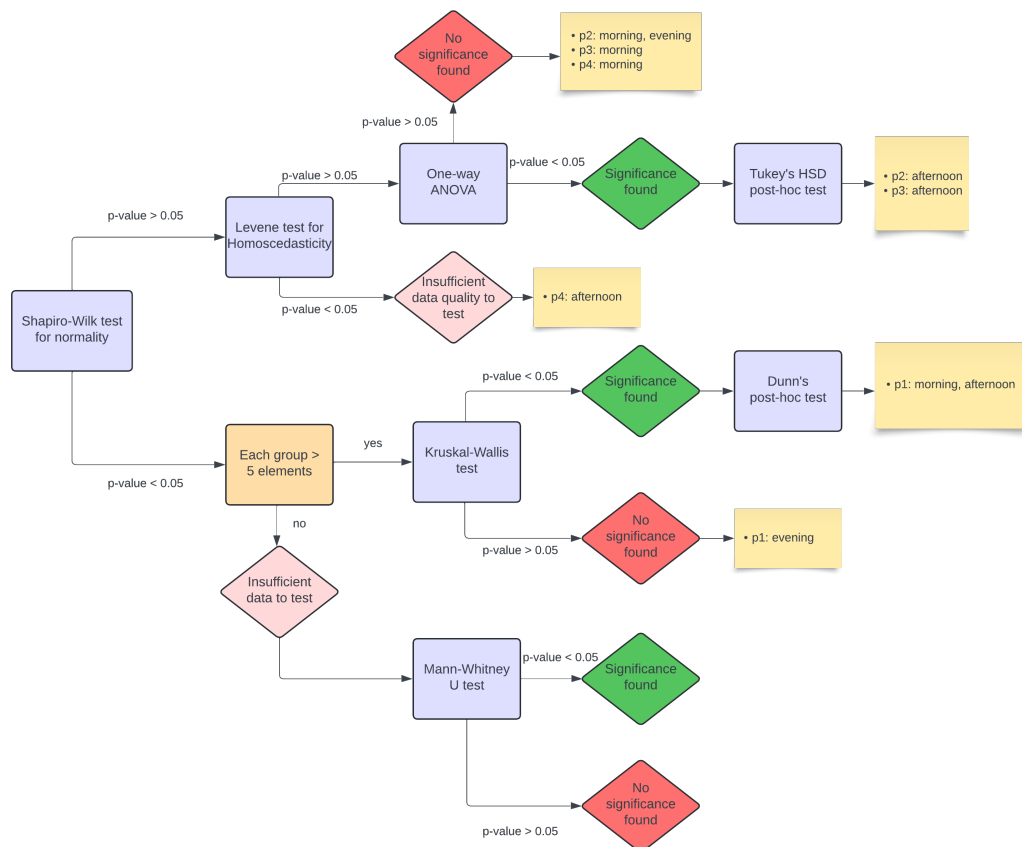 No
significance
found
• p2: morning, evening
• p3: morning
• p4: morning
p-value > 0.05
One-way
ANOVA
p-value < 0.05
Significance
found
Tukey's HSD
post-hoc test
• p2: afternoon
• p3: afternoon
p-value > 0.05
p-value > 0.05
Levene test for
Homoscedasticity
p-value < 0.05
Insufficient
data quality to
test
• p4: afternoon
Shapiro-Wilk test
for normality
p-value < 0.05
Significance
found
Dunn's
post-hoc test
• p1: morning, afternoon
Each group >
5 elements
yes
Kruskal-Wallis
test
p-value < 0.05
no
p-value > 0.05
No
significance
found
• p1: evening
Insufficient
data to test
Mann-Whitney
U test
p-value < 0.05
Significance
found
p-value > 0.05
No
significance
found